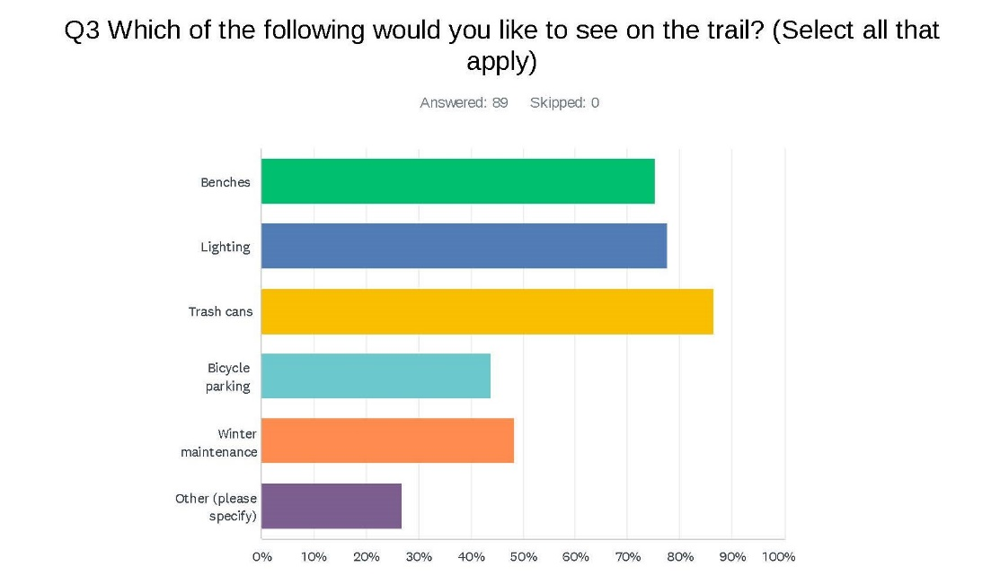 Q3 Which of the following would you like to see on the trail? (Select all that
apply)
Answered: 89 Skipped: 0
Benches
Lighting
Trash cans
Bicycle
parking
Winter
maintenance
Other (please
specify)
0% 10% 20% 30% 40% 50% 60% 70% 80% 90% 100%